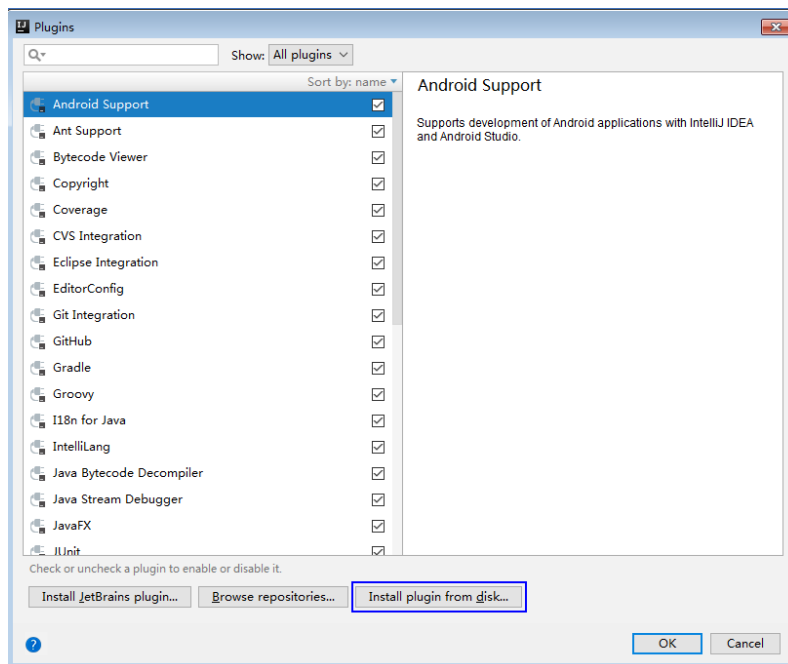 Plugins
Show: All plugins
Sort by: name
Android Support
Ant Support
Bytecode Viewer
Copyright
Coverage
CVS Integration
Eclipse Integration
EditorConfig
Git Integration
GitHub
Gradle
Groovy
I18n for Java
IntelliLang
Java Bytecode Decompiler
Java Stream Debugger
JavaFX
JUnit
Android Support
Supports development of Android applications with IntelliJ IDEA
and Android Studio.
Check or uncheck a plugin to enable or disable it.
Install JetBrains plugin... Browse repositories... Install plugin from disk...
? OK Cancel